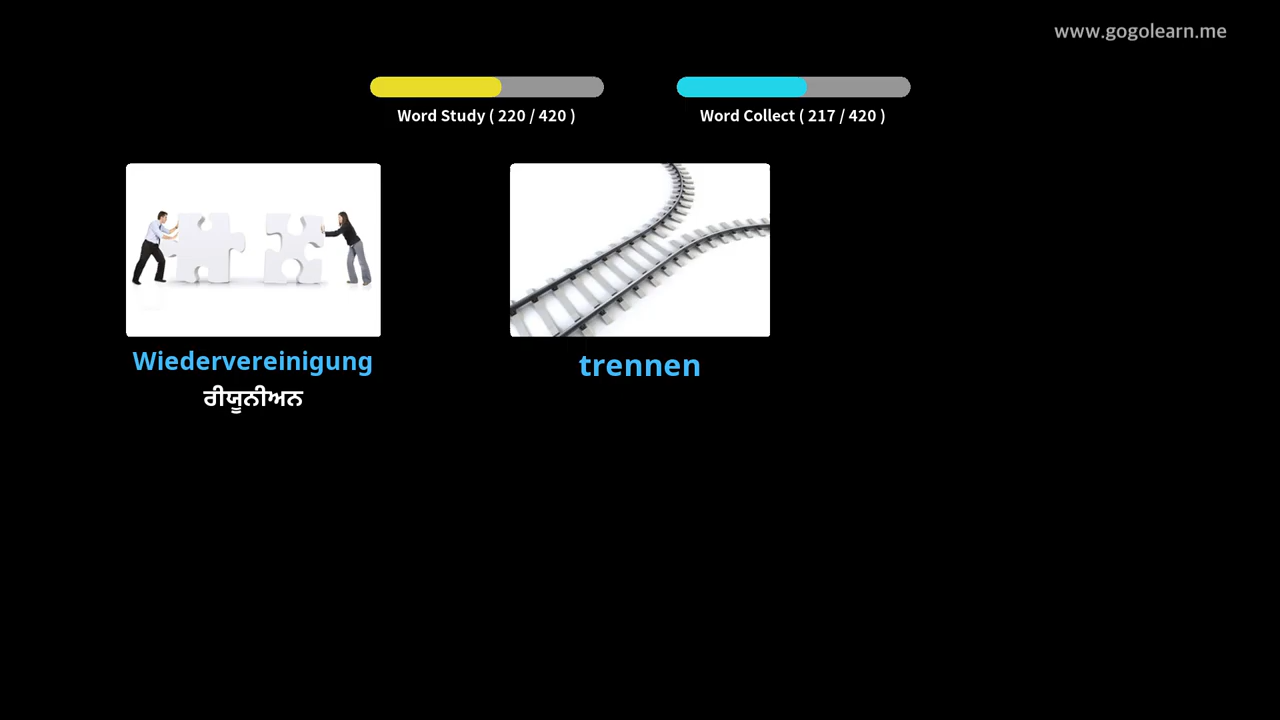 www.gogolearn.me
Word Study ( 220 / 420 )
Word Collect ( 217 / 420 )
Wiedervereinigung
trennen
ਰੀਯੂਨੀਅਨ